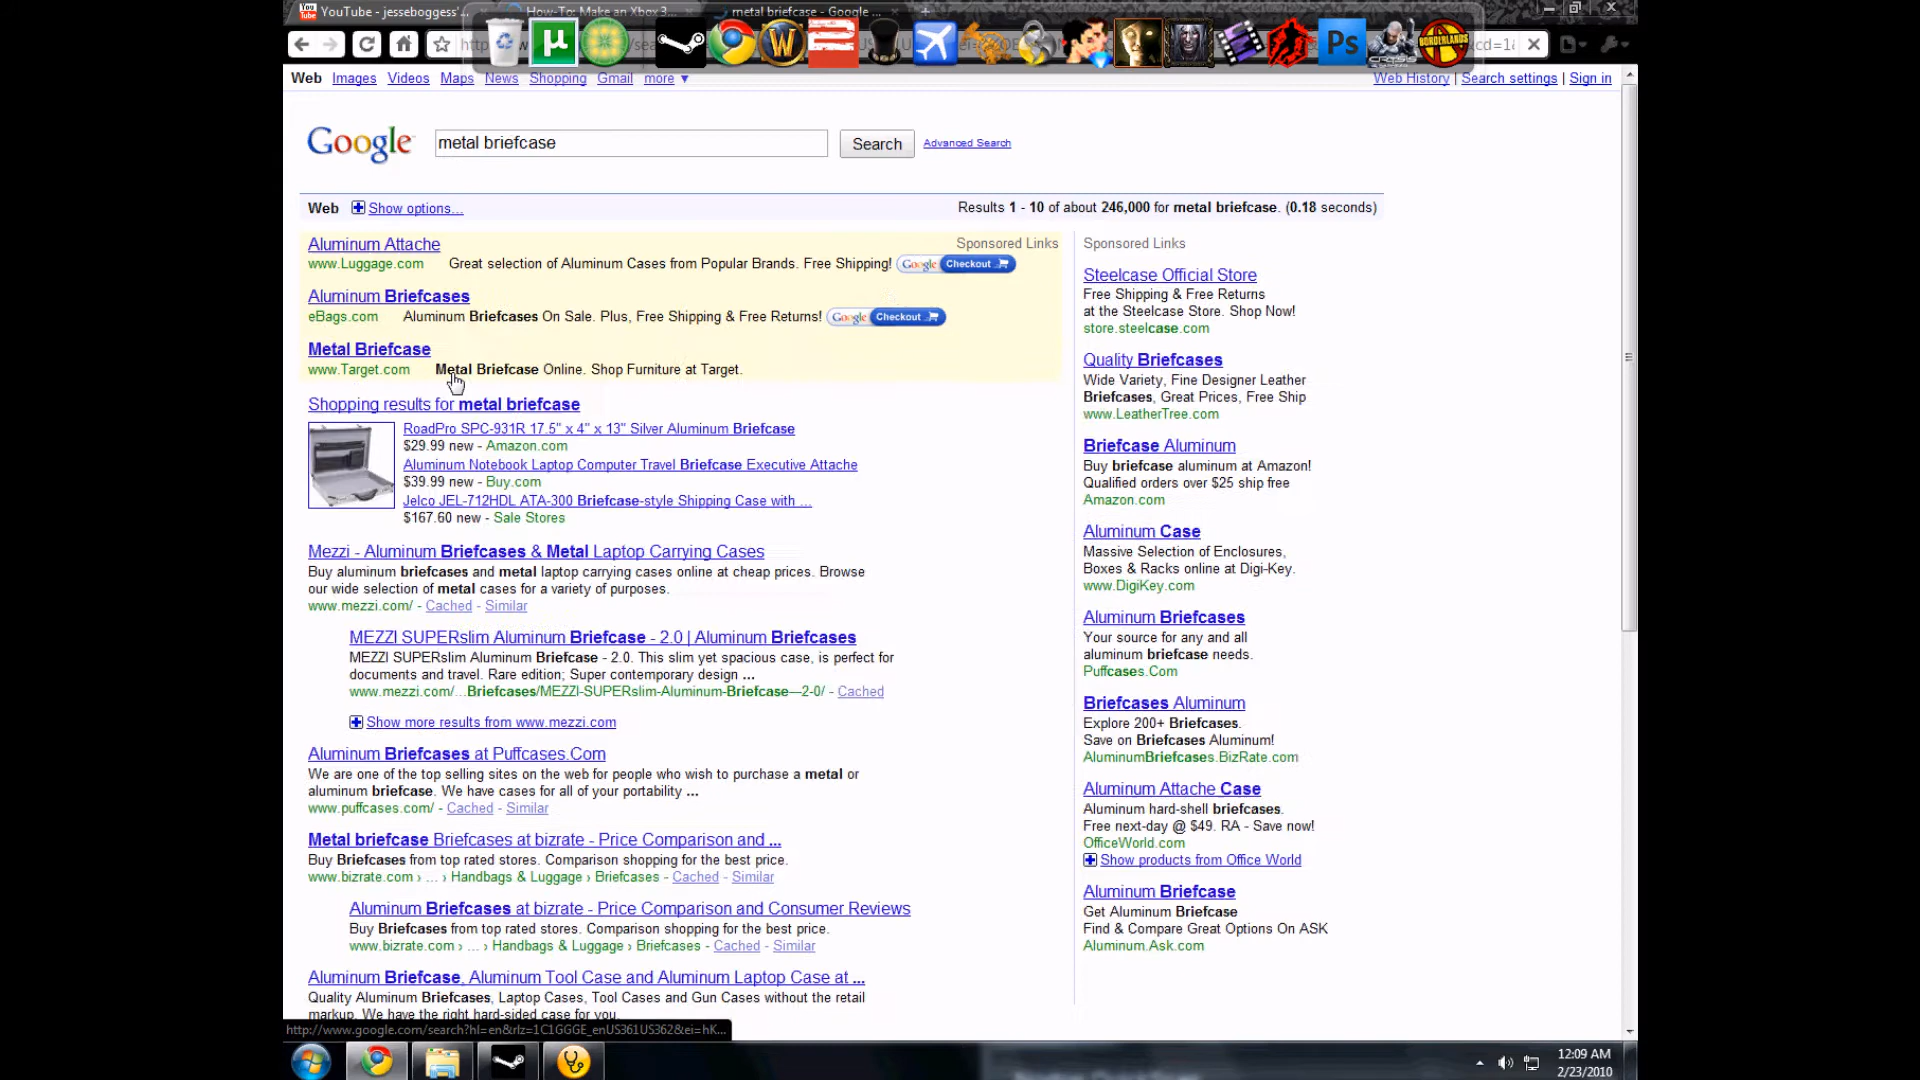 YouTube - jesseboggess'...
How-To: Make an Xbox 3...
metal briefcase - Google ...
Web Images Videos Maps News Shopping Gmail more ▼
Web History | Search settings | Sign in
Google
metal briefcase
Search
Advanced Search
Web Show options...
Results 1 - 10 of about 246,000 for metal briefcase. (0.18 seconds)
Aluminum Attache
Sponsored Links
www.Luggage.com Great selection of Aluminum Cases from Popular Brands. Free Shipping! Google Checkout
Aluminum Briefcases
eBags.com Aluminum Briefcases On Sale. Plus, Free Shipping & Free Returns! Google Checkout
Metal Briefcase
www.Target.com Metal Briefcase Online. Shop Furniture at Target.
Shopping results for metal briefcase
RoadPro SPC-931R 17.5" x 4" x 13" Silver Aluminum Briefcase
$29.99 new - Amazon.com
Aluminum Notebook Laptop Computer Travel Briefcase Executive Attache
$39.99 new - Buy.com
Jelco JEL-712HDL ATA-300 Briefcase-style Shipping Case with ...
$167.60 new - Sale Stores
Mezzi - Aluminum Briefcases & Metal Laptop Carrying Cases
Buy aluminum briefcases and metal laptop carrying cases online at cheap prices. Browse
our wide selection of metal cases for a variety of purposes.
www.mezzi.com/ - Cached - Similar
MEZZI SUPERslim Aluminum Briefcase - 2.0 | Aluminum Briefcases
MEZZI SUPERslim Aluminum Briefcase - 2.0. This slim yet spacious case, is perfect for
documents and travel. Rare edition; Super contemporary design ...
www.mezzi.com/...Briefcases/MEZZI-SUPERslim-Aluminum-Briefcase---2-0/ - Cached
Show more results from www.mezzi.com
Aluminum Briefcases at Puffcases.Com
We are one of the top selling sites on the web for people who wish to purchase a metal or
aluminum briefcase. We have cases for all of your portability ...
www.puffcases.com/ - Cached - Similar
Metal briefcase Briefcases at bizrate - Price Comparison and ...
Buy Briefcases from top rated stores. Comparison shopping for the best price.
www.bizrate.com › ... › Handbags & Luggage › Briefcases - Cached - Similar
Aluminum Briefcases at bizrate - Price Comparison and Consumer Reviews
Buy Briefcases from top rated stores. Comparison shopping for the best price.
www.bizrate.com › ... › Handbags & Luggage › Briefcases - Cached - Similar
Aluminum Briefcase, Aluminum Tool Case and Aluminum Laptop Case at ...
Quality Aluminum Briefcases, Laptop Cases, Tool Cases and Gun Cases without the retail
markup. We have the right hard-sided case for you.
Sponsored Links
Steelcase Official Store
Free Shipping & Free Returns
at the Steelcase Store. Shop Now!
store.steelcase.com
Quality Briefcases
Wide Variety, Fine Designer Leather
Briefcases, Great Prices, Free Ship
www.LeatherTree.com
Briefcase Aluminum
Buy briefcase aluminum at Amazon!
Qualified orders over $25 ship free
Amazon.com
Aluminum Case
Massive Selection of Enclosures,
Boxes & Racks online at Digi-Key.
www.DigiKey.com
Aluminum Briefcases
Your source for any and all
aluminum briefcase needs.
Puffcases.Com
Briefcases Aluminum
Explore 200+ Briefcases.
Save on Briefcases Aluminum!
AluminumBriefcases.BizRate.com
Aluminum Attache Case
Aluminum hard-shell briefcases.
Free next-day @ $49. RA - Save now!
OfficeWorld.com
Show products from Office World
Aluminum Briefcase
Get Aluminum Briefcase
Find & Compare Great Options On ASK
Aluminum.Ask.com
http://www.google.com/search?hl=en&rlz=1C1GGGE_enUS361US362&ei=hK...
12:09 AM
2/23/2010